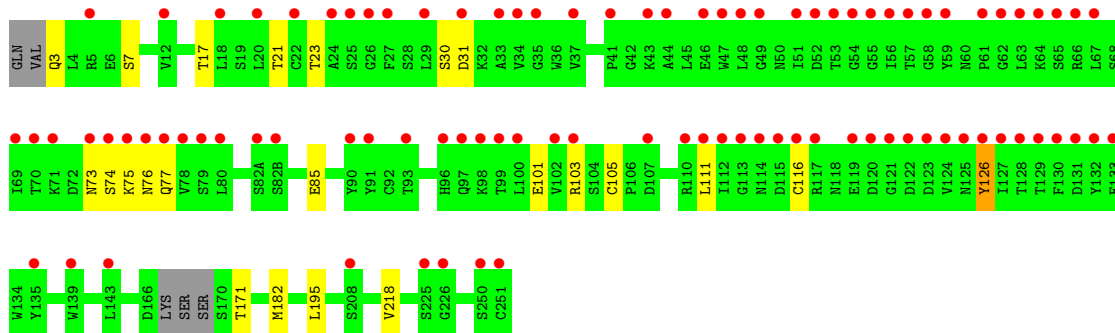 GLN VAL Q3 L4 R5 E6 S7 V12 T17 L18 S19 L20 T21 C22 T23 A24 S25 G26 F27 S28 L29 S30 D31 K32 A33 V34 G35 W36 V37 P41 G42 K43 A44 L45 E46 W47 L48 G49 N50 I51 D52 T53 G54 G55 I56 T57 G58 Y59 N60 P61 G62 L63 K64 S65 R66 L67 S68
I69 T70 K71 D72 N73 S74 K75 N76 Q77 V78 S79 L80 S82A S82B E85 Y90 Y91 C92 T93 H96 Q97 K98 T99 L100 E101 V102 R103 S104 C105 P106 D107 R110 L111 I112 G113 N114 D115 C116 R117 N118 E119 D120 G121 D122 D123 V124 N125 Y126 I127 T128 T129 F130 D131 Y132 E133
W134 Y135 W139 L143 D166 LYS SER SER S170 T171 M182 L195 S208 V218 S225 G226 S250 C251